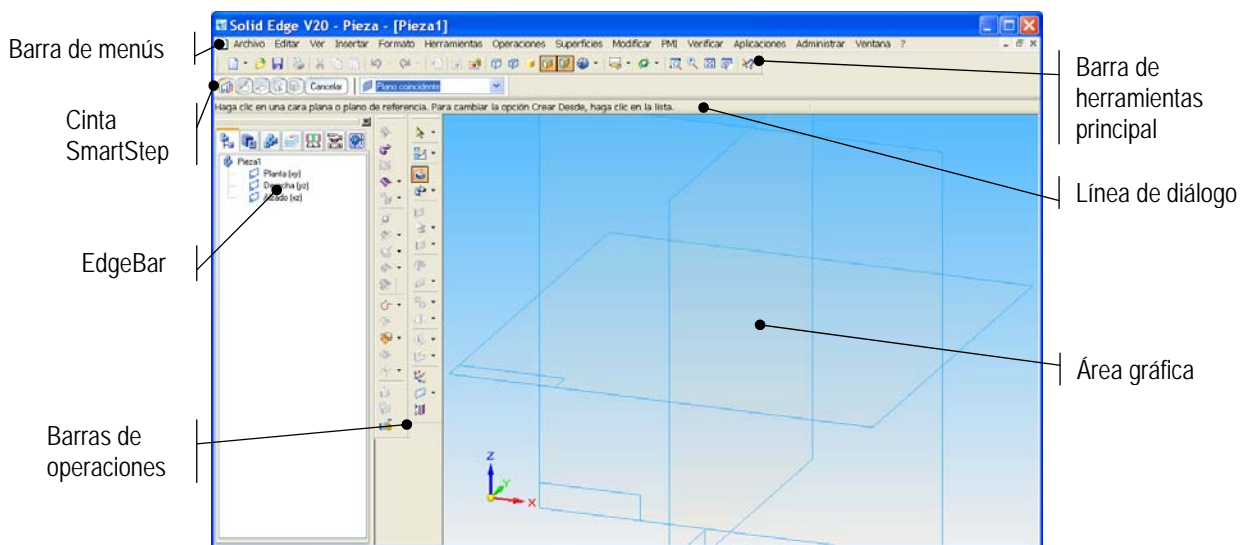 Solid Edge V20 - Pieza - [Pieza1]
Barra de menús
Archivo Editar Ver Insertar Formato Herramientas Operaciones Superficies Modificar PMI Verificar Aplicaciones Administrar Ventana ?
Barra de
herramientas
principal
Cancelar
Plano coincidente
Haga clic en una cara plana o plano de referencia. Para cambiar la opción Crear Desde, haga clic en la lista.
Cinta
SmartStep
Pieza1
Planta (xy)
Derecha (yz)
Alzado (xz)
Línea de diálogo
EdgeBar
Área gráfica
Barras de
operaciones
Z
Y
X